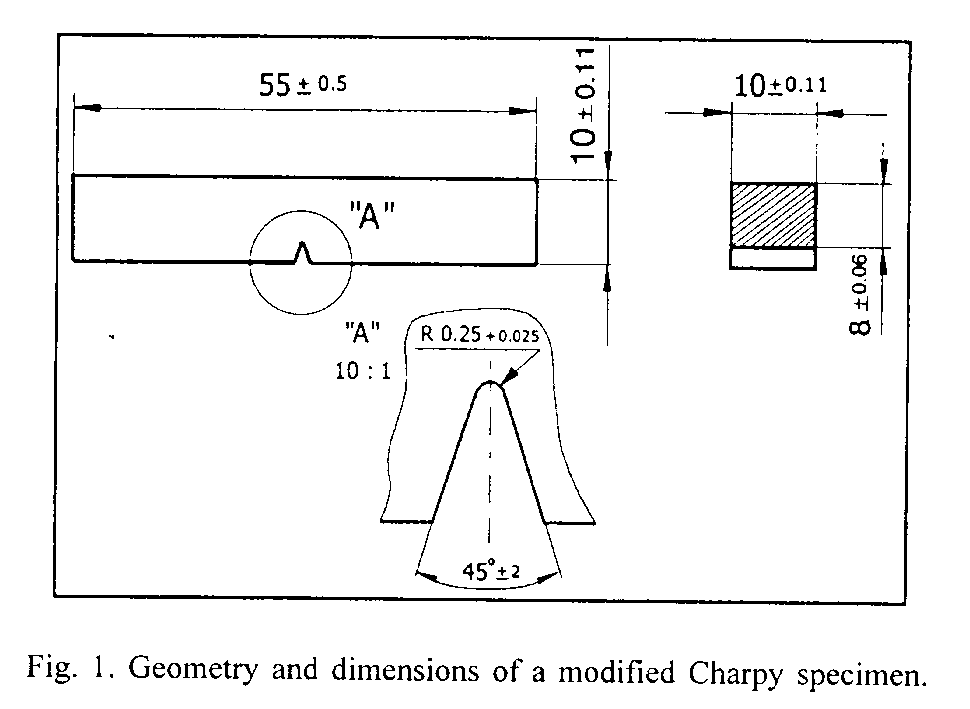 55 ± 0.5
10 ± 0.11
10 ± 0.11
"A"
8 ± 0.06
"A"
10 : 1
R 0.25 + 0.025
45° ± 2
Fig. 1. Geometry and dimensions of a modified Charpy specimen.